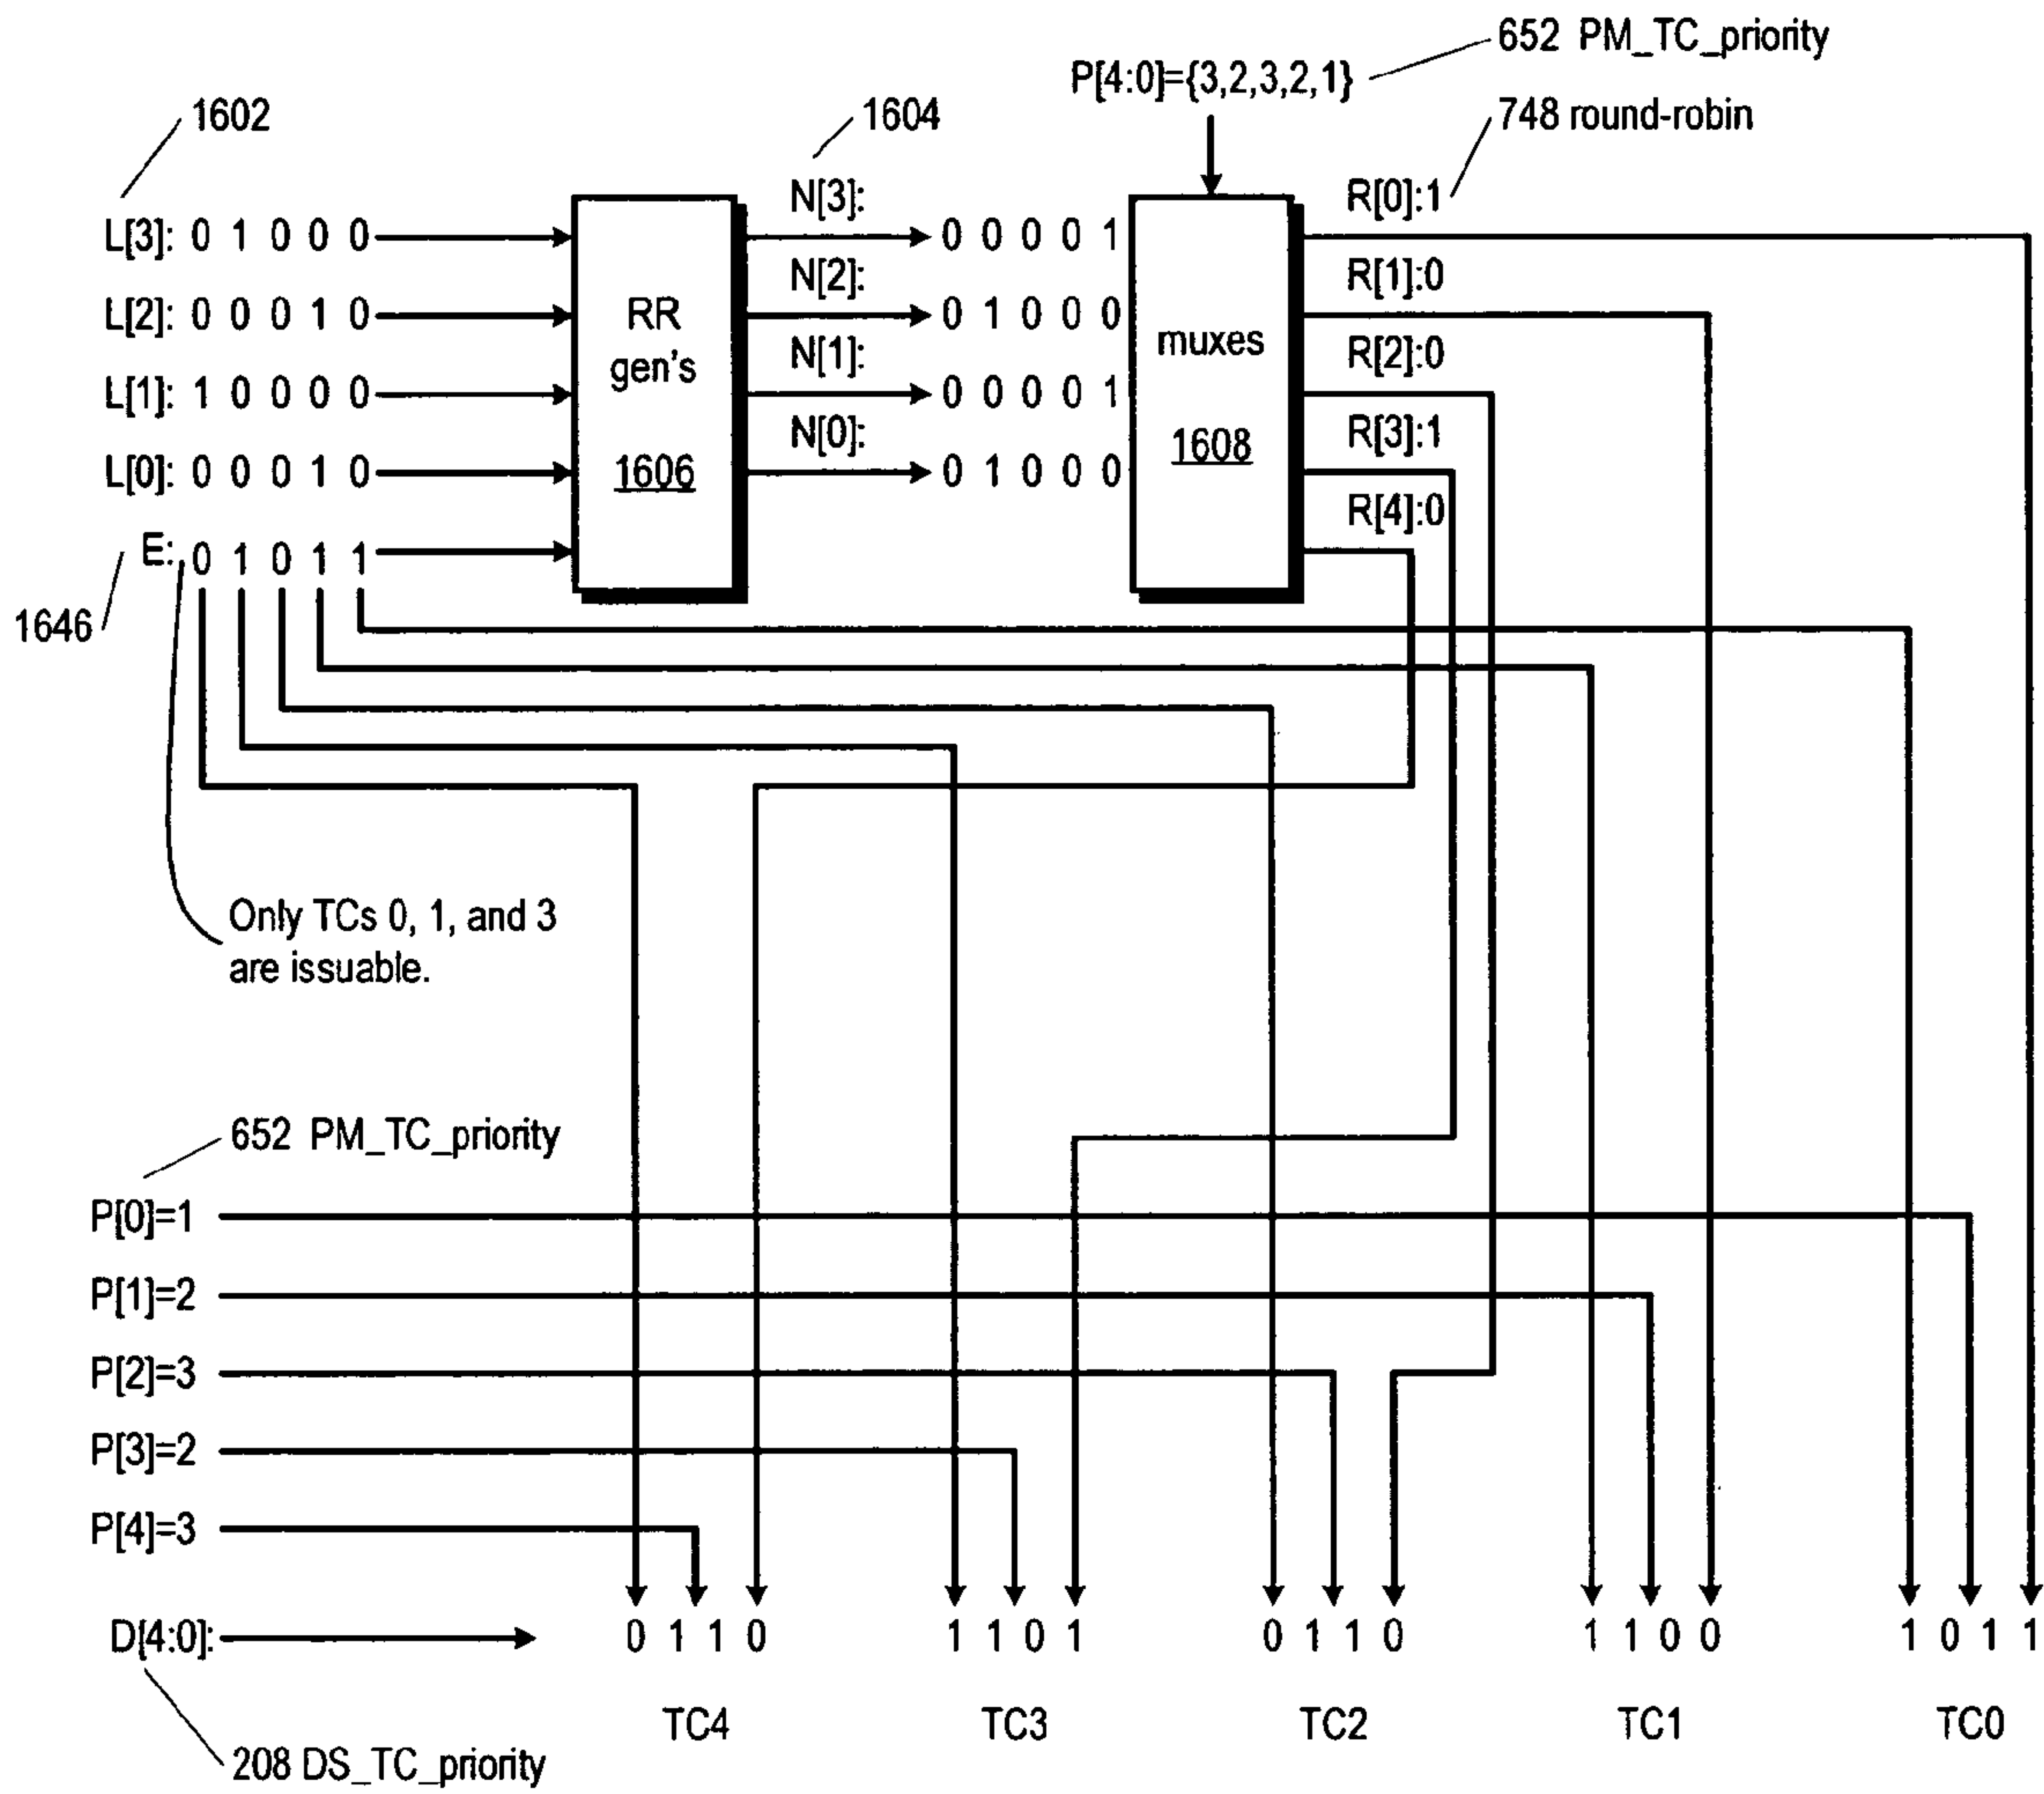 652 PM_TC_priority
P[4:0]={3,2,3,2,1}
748 round-robin
1602
1604
N[3]:
R[0]:1
L[3]: 0 1 0 0 0
0 0 0 0 1
N[2]:
R[1]:0
L[2]: 0 0 0 1 0
RR
0 1 0 0 0
muxes
N[1]:
R[2]:0
gen's
L[1]: 1 0 0 0 0
0 0 0 0 1
N[0]:
R[3]:1
1608
L[0]: 0 0 0 1 0
1606
0 1 0 0 0
R[4]:0
E: 0 1 0 1 1
1646
Only TCs 0, 1, and 3
are issuable.
652 PM_TC_priority
P[0]=1
P[1]=2
P[2]=3
P[3]=2
P[4]=3
D[4:0]: 0 1 1 0 1 1 0 1 0 1 1 0 1 1 0 0 1 0 1 1
TC4 TC3 TC2 TC1 TC0
208 DS_TC_priority